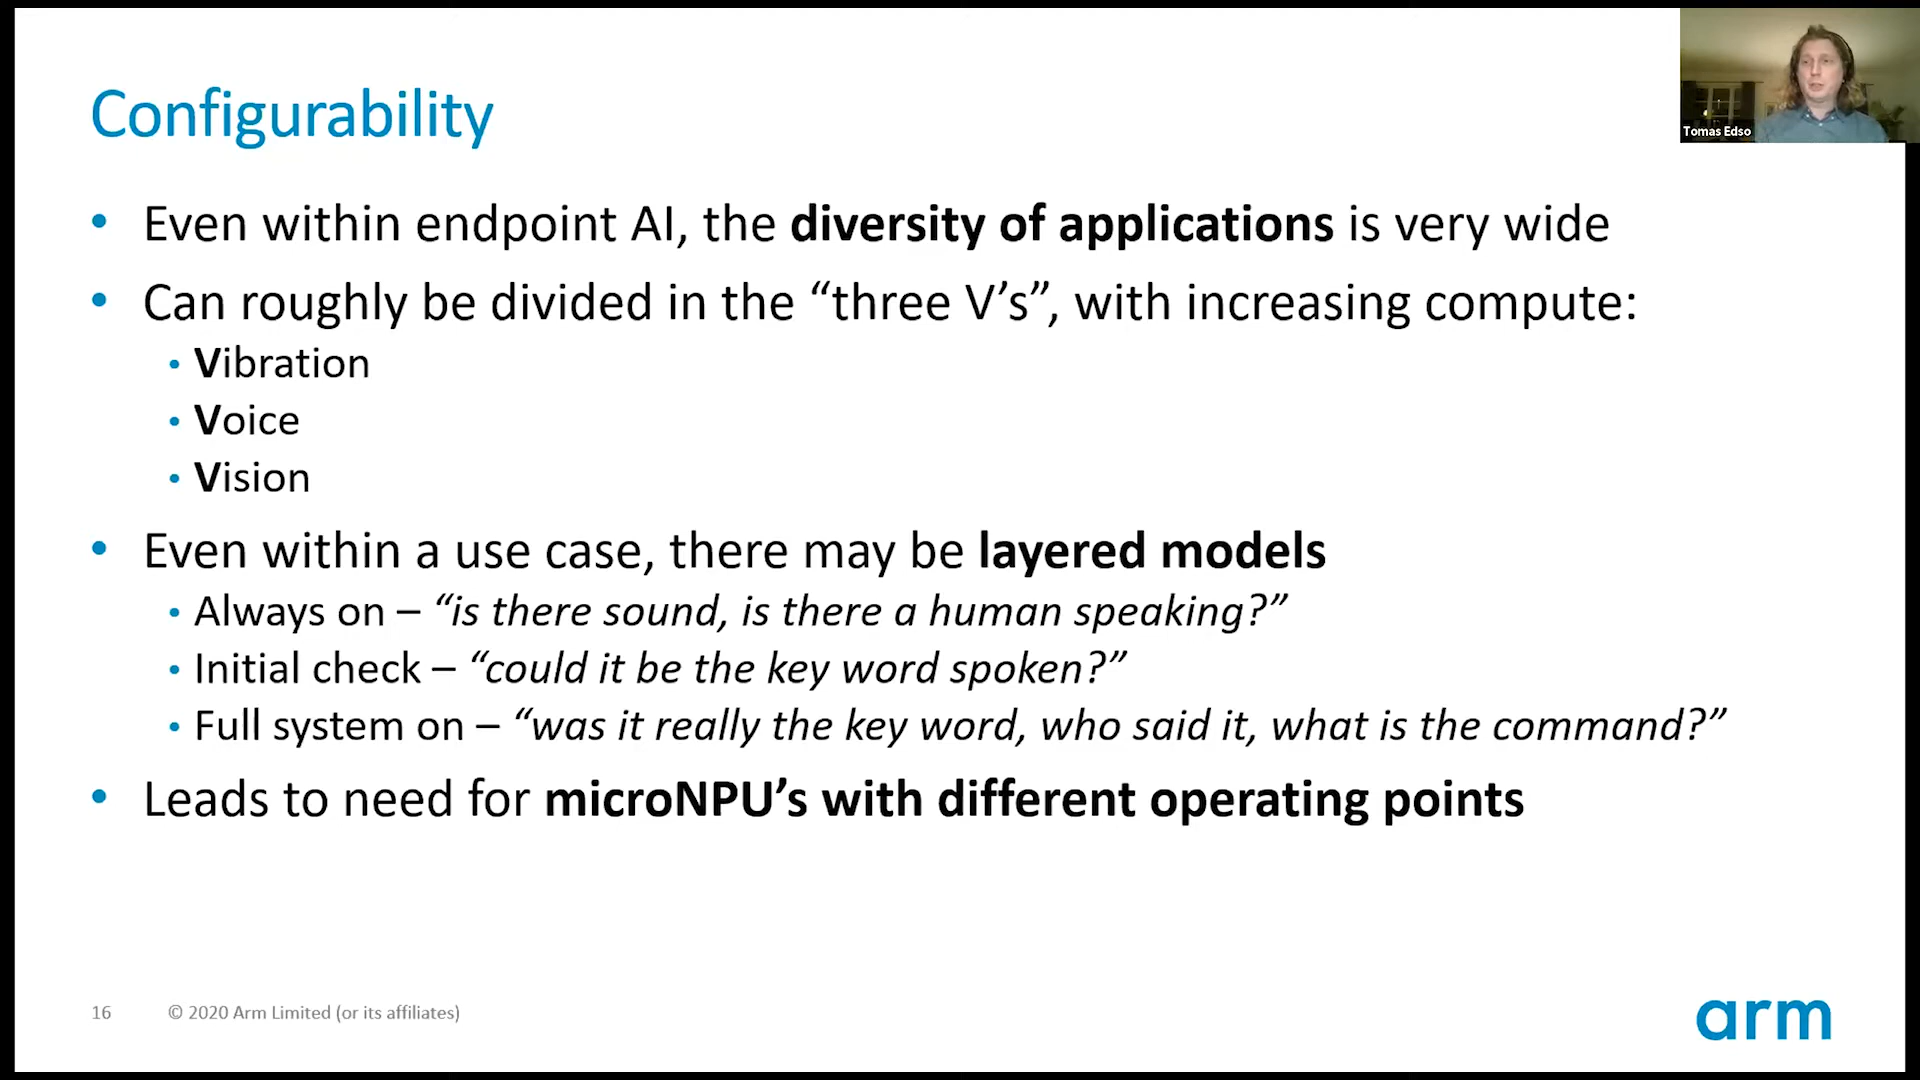 Configurability
Tomas Edso
• Even within endpoint AI, the diversity of applications is very wide
• Can roughly be divided in the “three V’s”, with increasing compute:
• Vibration
• Voice
• Vision
• Even within a use case, there may be layered models
• Always on – “is there sound, is there a human speaking?”
• Initial check – “could it be the key word spoken?”
• Full system on – “was it really the key word, who said it, what is the command?”
• Leads to need for microNPU’s with different operating points
16 © 2020 Arm Limited (or its affiliates)
arm